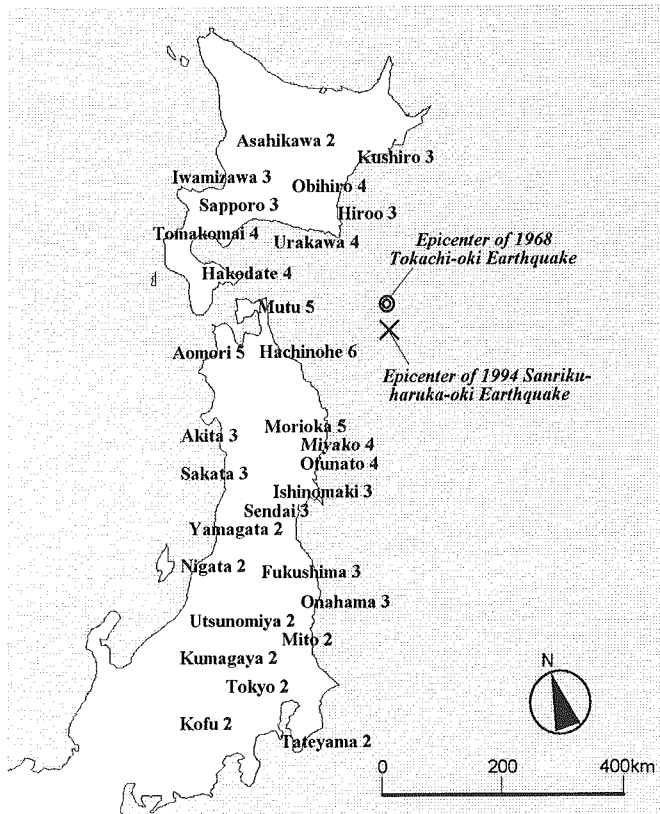 Asahikawa 2
Kushiro 3
Iwamizawa 3
Obihiro 4
Sapporo 3
Hiroo 3
Tomakomai 4
Urakawa 4
Epicenter of 1968
Tokachi-oki Earthquake
Hakodate 4
Mutu 5
Aomori 5
Hachinohe 6
Epicenter of 1994 Sanriku-
haruka-oki Earthquake
Morioka 5
Akita 3
Miyako 4
Ofunato 4
Sakata 3
Ishinomaki 3
Sendai 3
Yamagata 2
Nigata 2
Fukushima 3
Onahama 3
Utsunomiya 2
Mito 2
Kumagaya 2
N
Tokyo 2
Kofu 2
Tateyama 2
0 200 400km